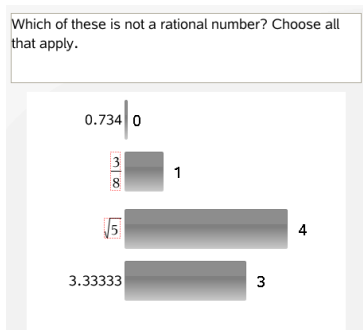 Which of these is not a rational number? Choose all
that apply.
0.734 0
3/8 1
√5 4
3.33333 3